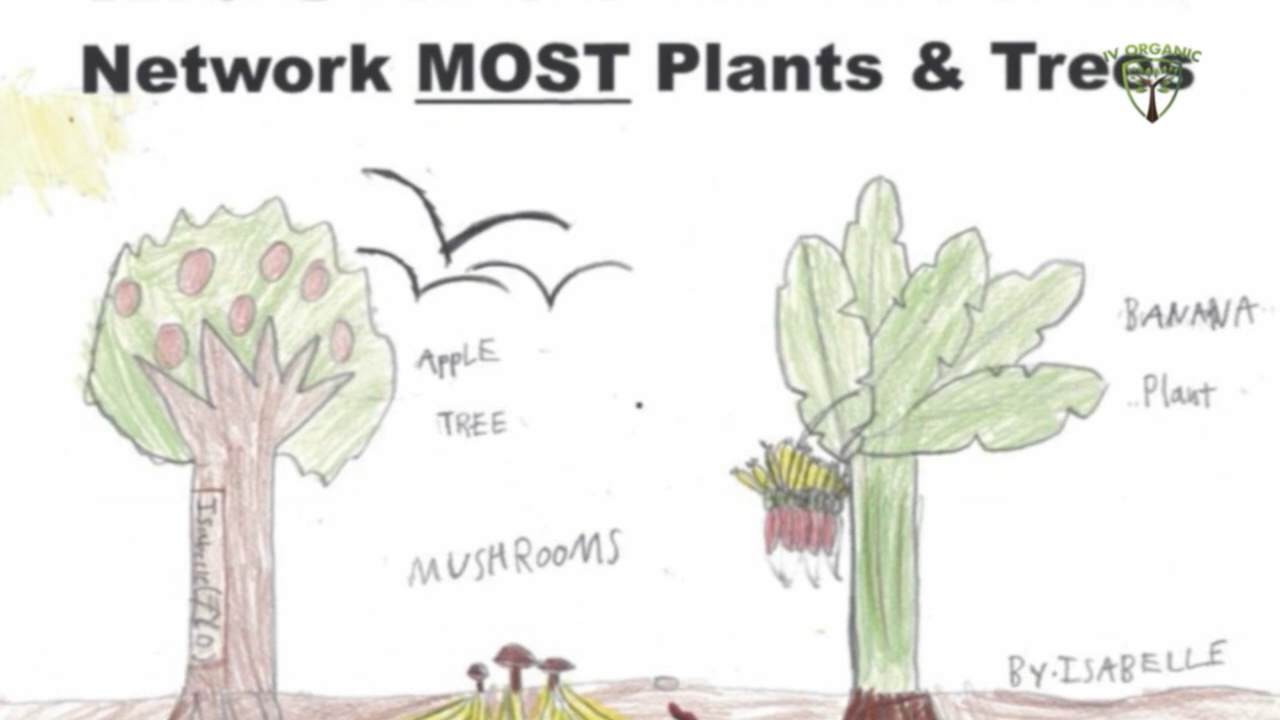 Network MOST Plants & Trees
IV ORGANIC
AppLE
TREE
BANANA
Plant
MUSHROOMS
BY.ISABELLE